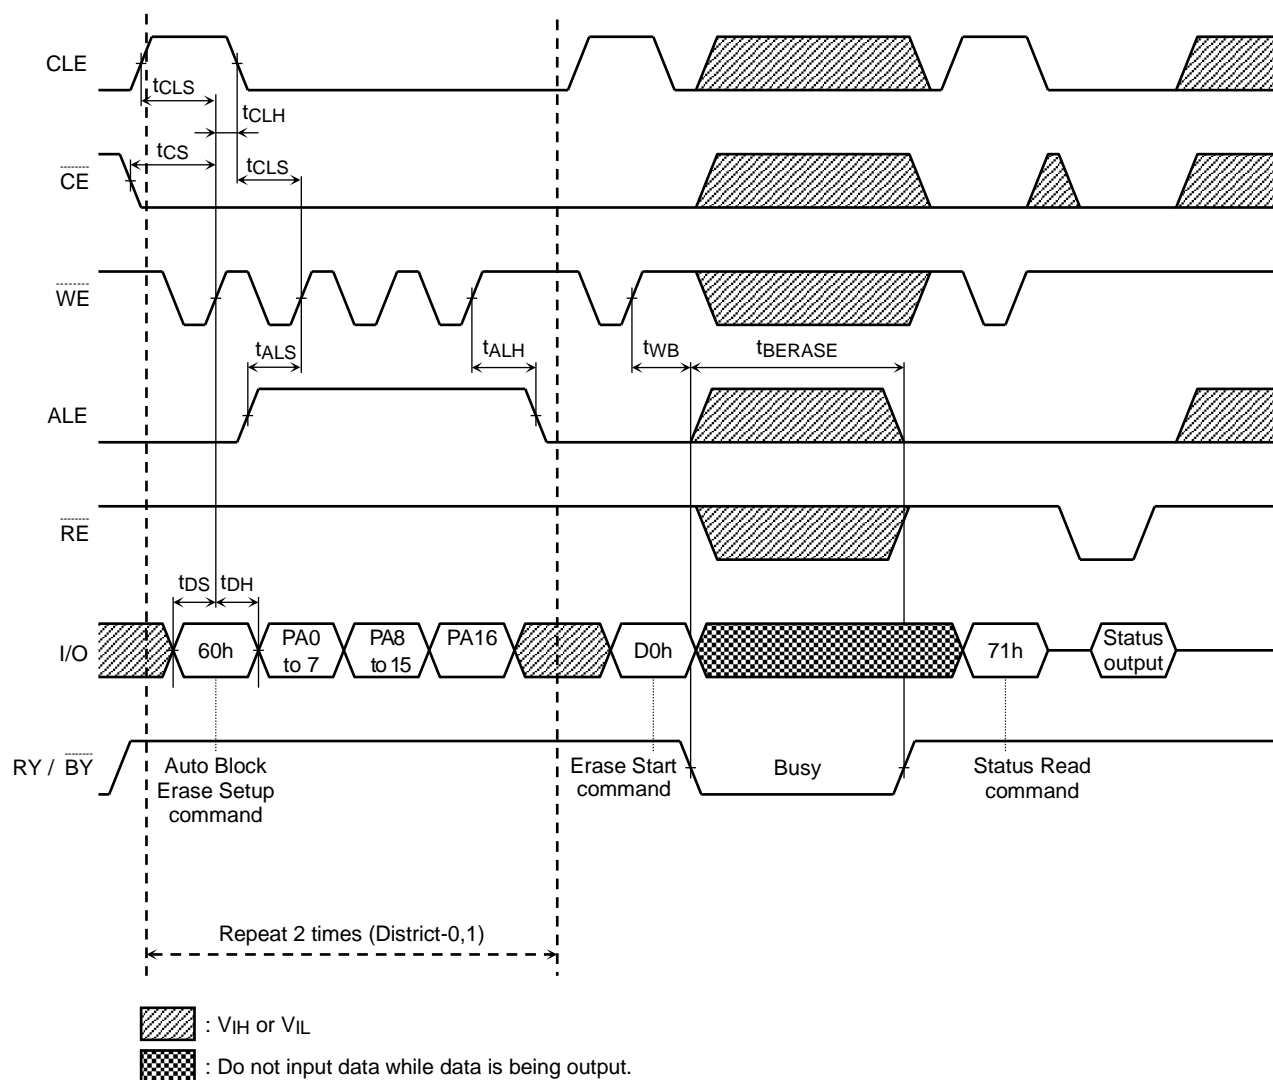 CLE
tCLS
tCLH
tCS
tCLS
CE
WE
tALS
tALH
tWB
tBERASE
ALE
RE
tDS
tDH
I/O
60h
PA0
to 7
PA8
to 15
PA16
D0h
71h
Status
output
RY / BY
Auto Block
Erase Setup
command
Erase Start
command
Busy
Status Read
command
Repeat 2 times (District-0,1)
: VIH or VIL
: Do not input data while data is being output.